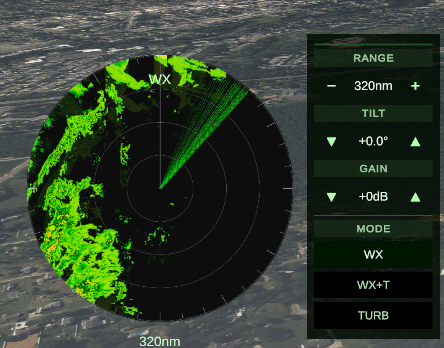 WX
320nm
RANGE
− 320nm +
TILT
▼ +0.0° ▲
GAIN
▼ +0dB ▲
MODE
WX
WX+T
TURB